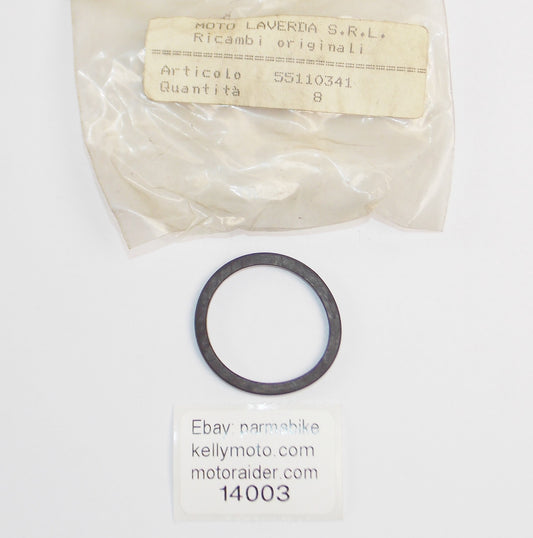 MOTO LAVERDA S.R.L.
Ricambi originali
Articolo 55110341
Quantità 8
Ebay: parmabike
kellymoto.com
motoraider.com
14003